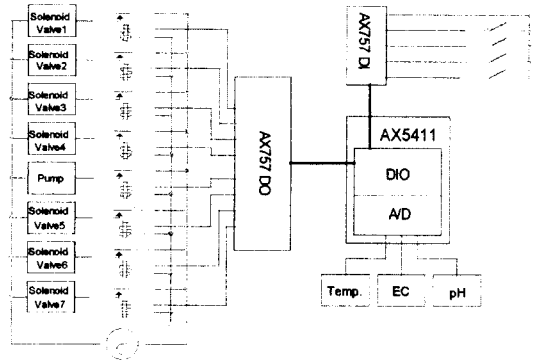 Solenoid
Valve1
Solenoid
Valve2
Solenoid
Valve3
Solenoid
Valve4
Pump
Solenoid
Valve5
Solenoid
Valve6
Solenoid
Valve7
AX757 DO
AX757 DI
AX5411
DIO
A/D
Temp.
EC
pH